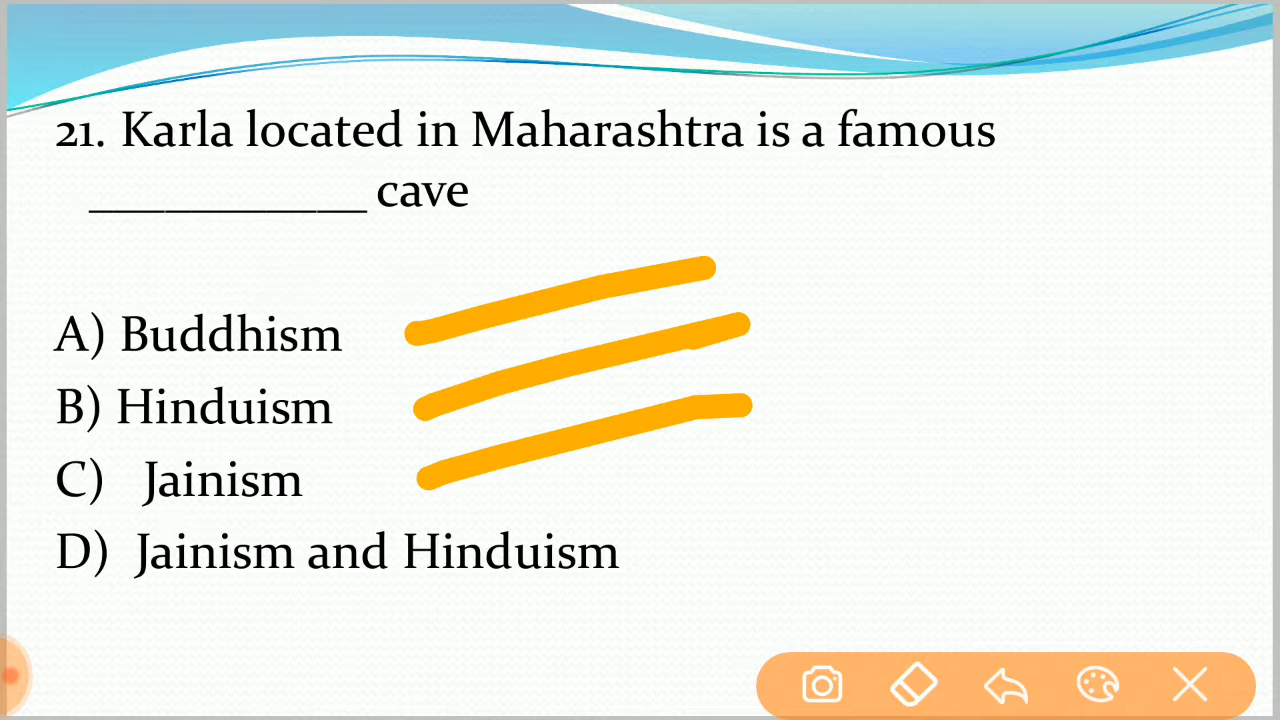 21. Karla located in Maharashtra is a famous
___________ cave
A) Buddhism
B) Hinduism
C) Jainism
D) Jainism and Hinduism